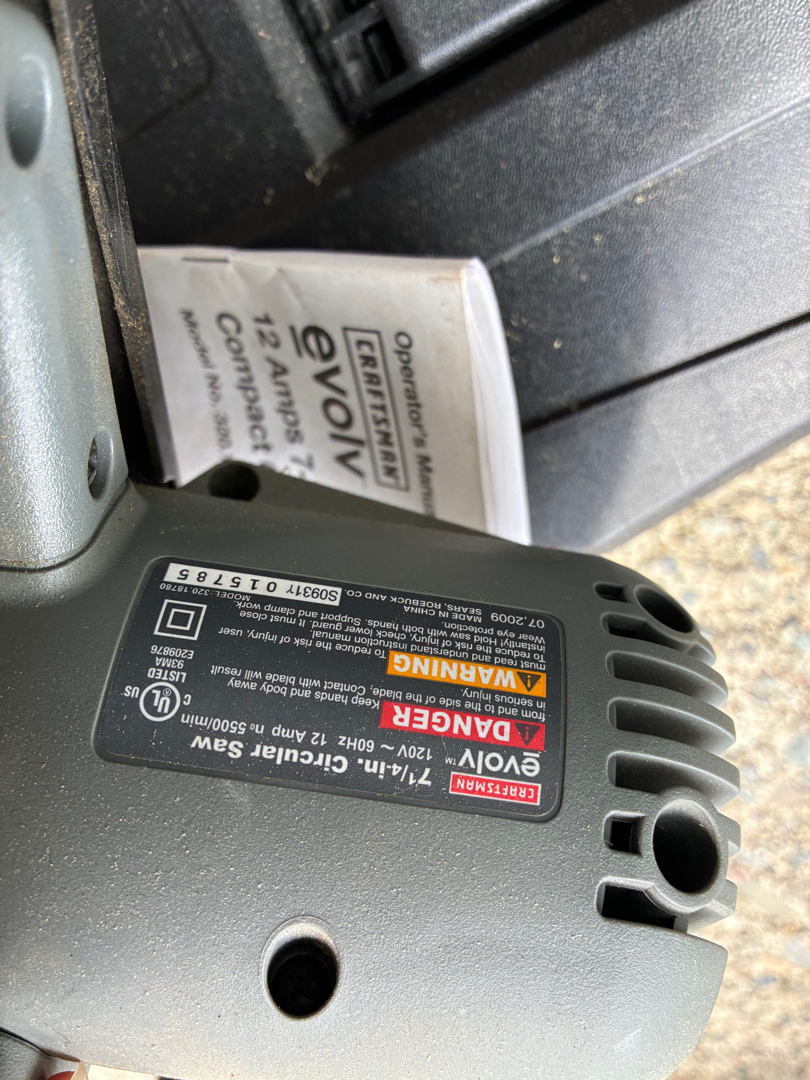 Operator's Manual
CRAFTSMAN
evolv
12 Amps
Compact
Model No.
CRAFTSMAN
evolv™
7 1/4-in. Circular Saw
120V ~ 60Hz 12 Amp n₀ 5500/min
DANGER
Keep hands and body away
from and to the side of the blade. Contact with blade will result
in serious injury.
WARNING
To reduce the risk of injury, user
must read and understand instruction manual.
To reduce the risk of injury, check lower guard. It must close
instantly! Hold saw with both hands. Support and clamp work.
Wear eye protection.
C UL US
LISTED
93MA
E209876
MADE IN CHINA
07,2009 SEARS, ROEBUCK AND CO. MODEL:320.18780
S0931Y 015785